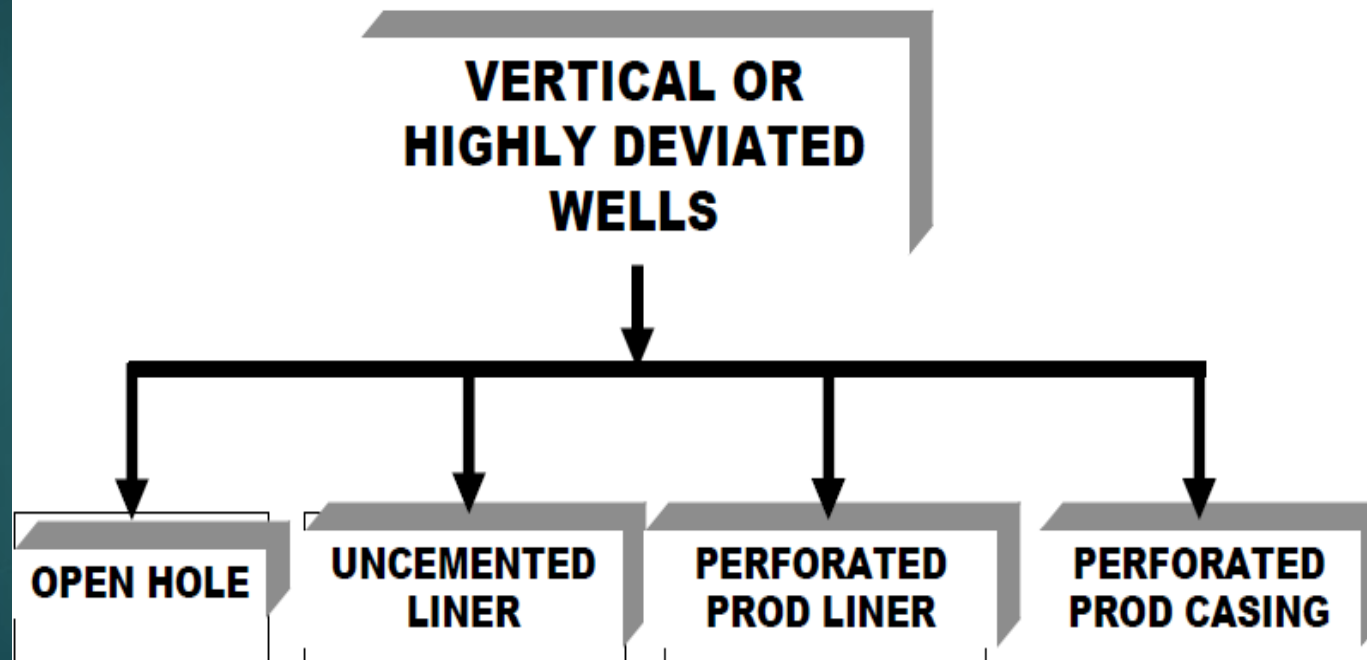 VERTICAL OR
HIGHLY DEVIATED
WELLS
OPEN HOLE
UNCEMENTED
LINER
PERFORATED
PROD LINER
PERFORATED
PROD CASING